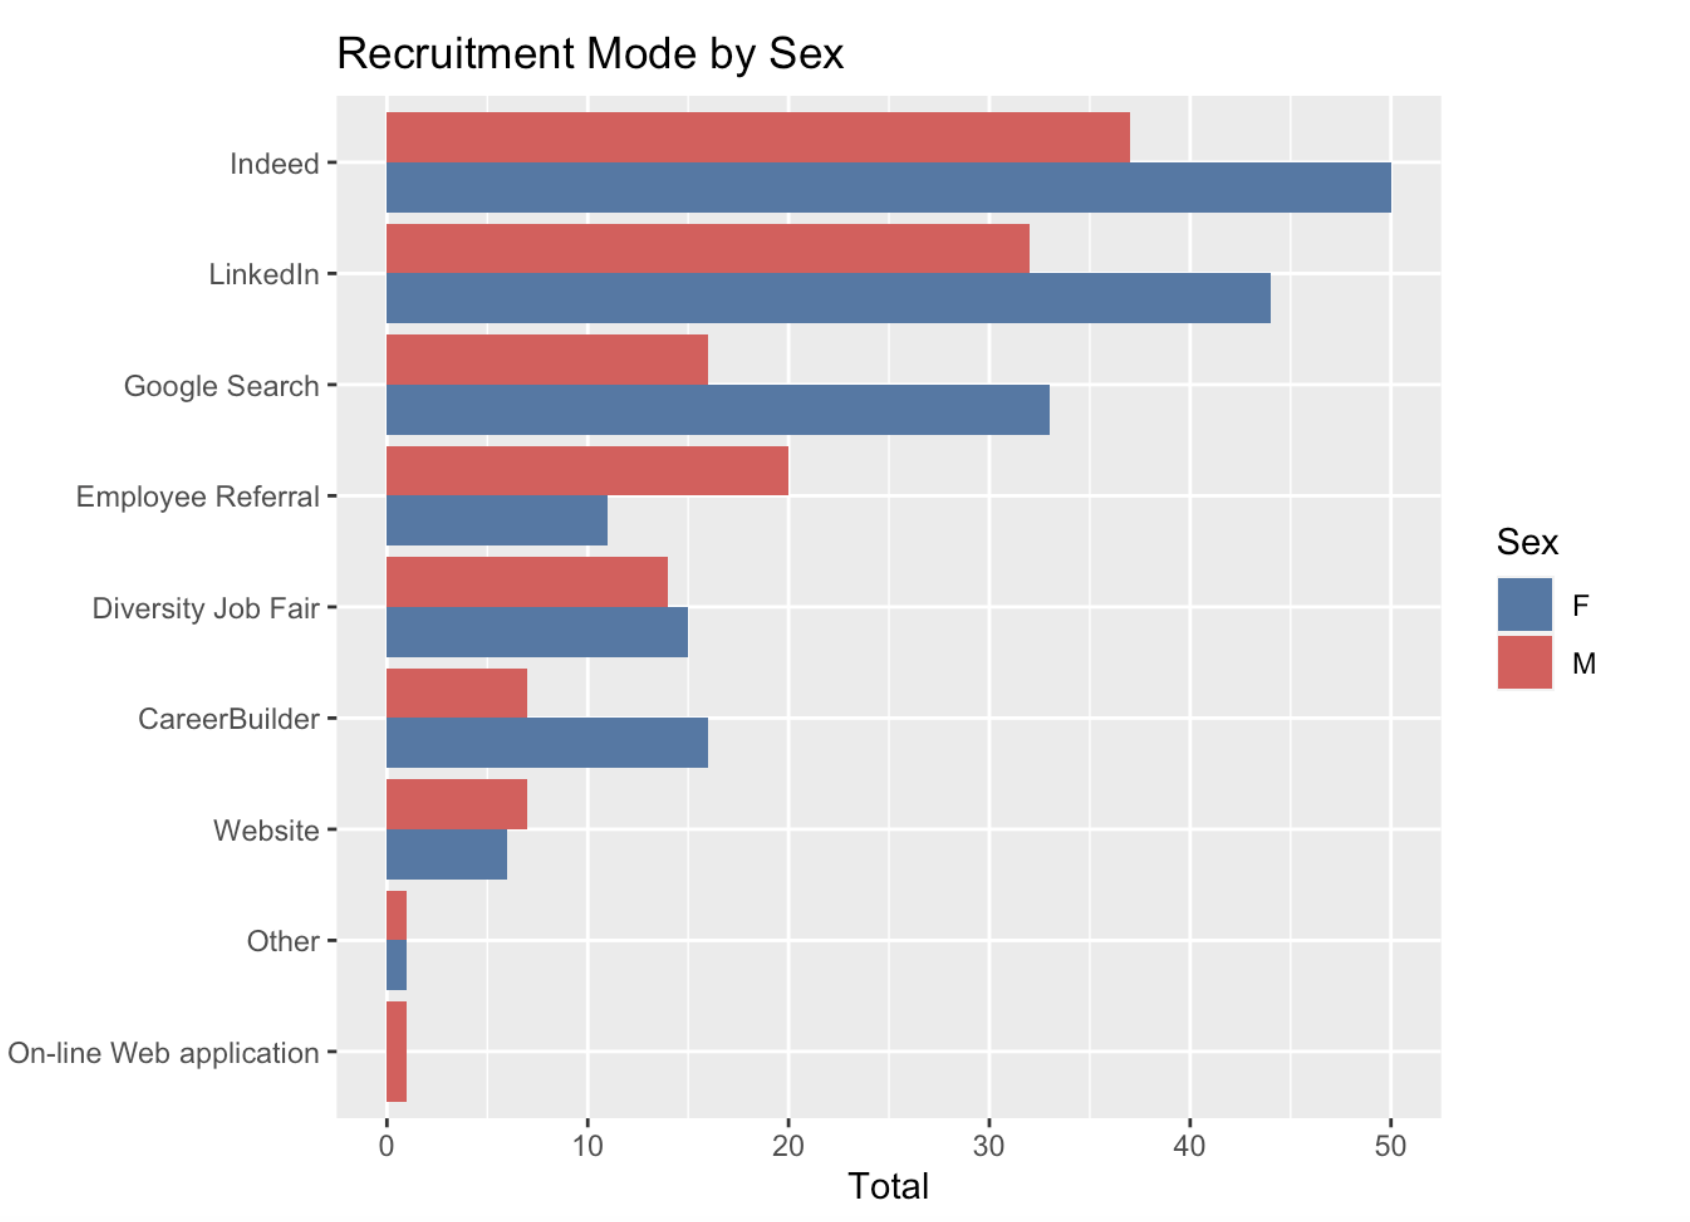 Recruitment Mode by Sex
Indeed
LinkedIn
Google Search
Employee Referral
Diversity Job Fair
CareerBuilder
Website
Other
On-line Web application
0 10 20 30 40 50
Total
Sex
F
M